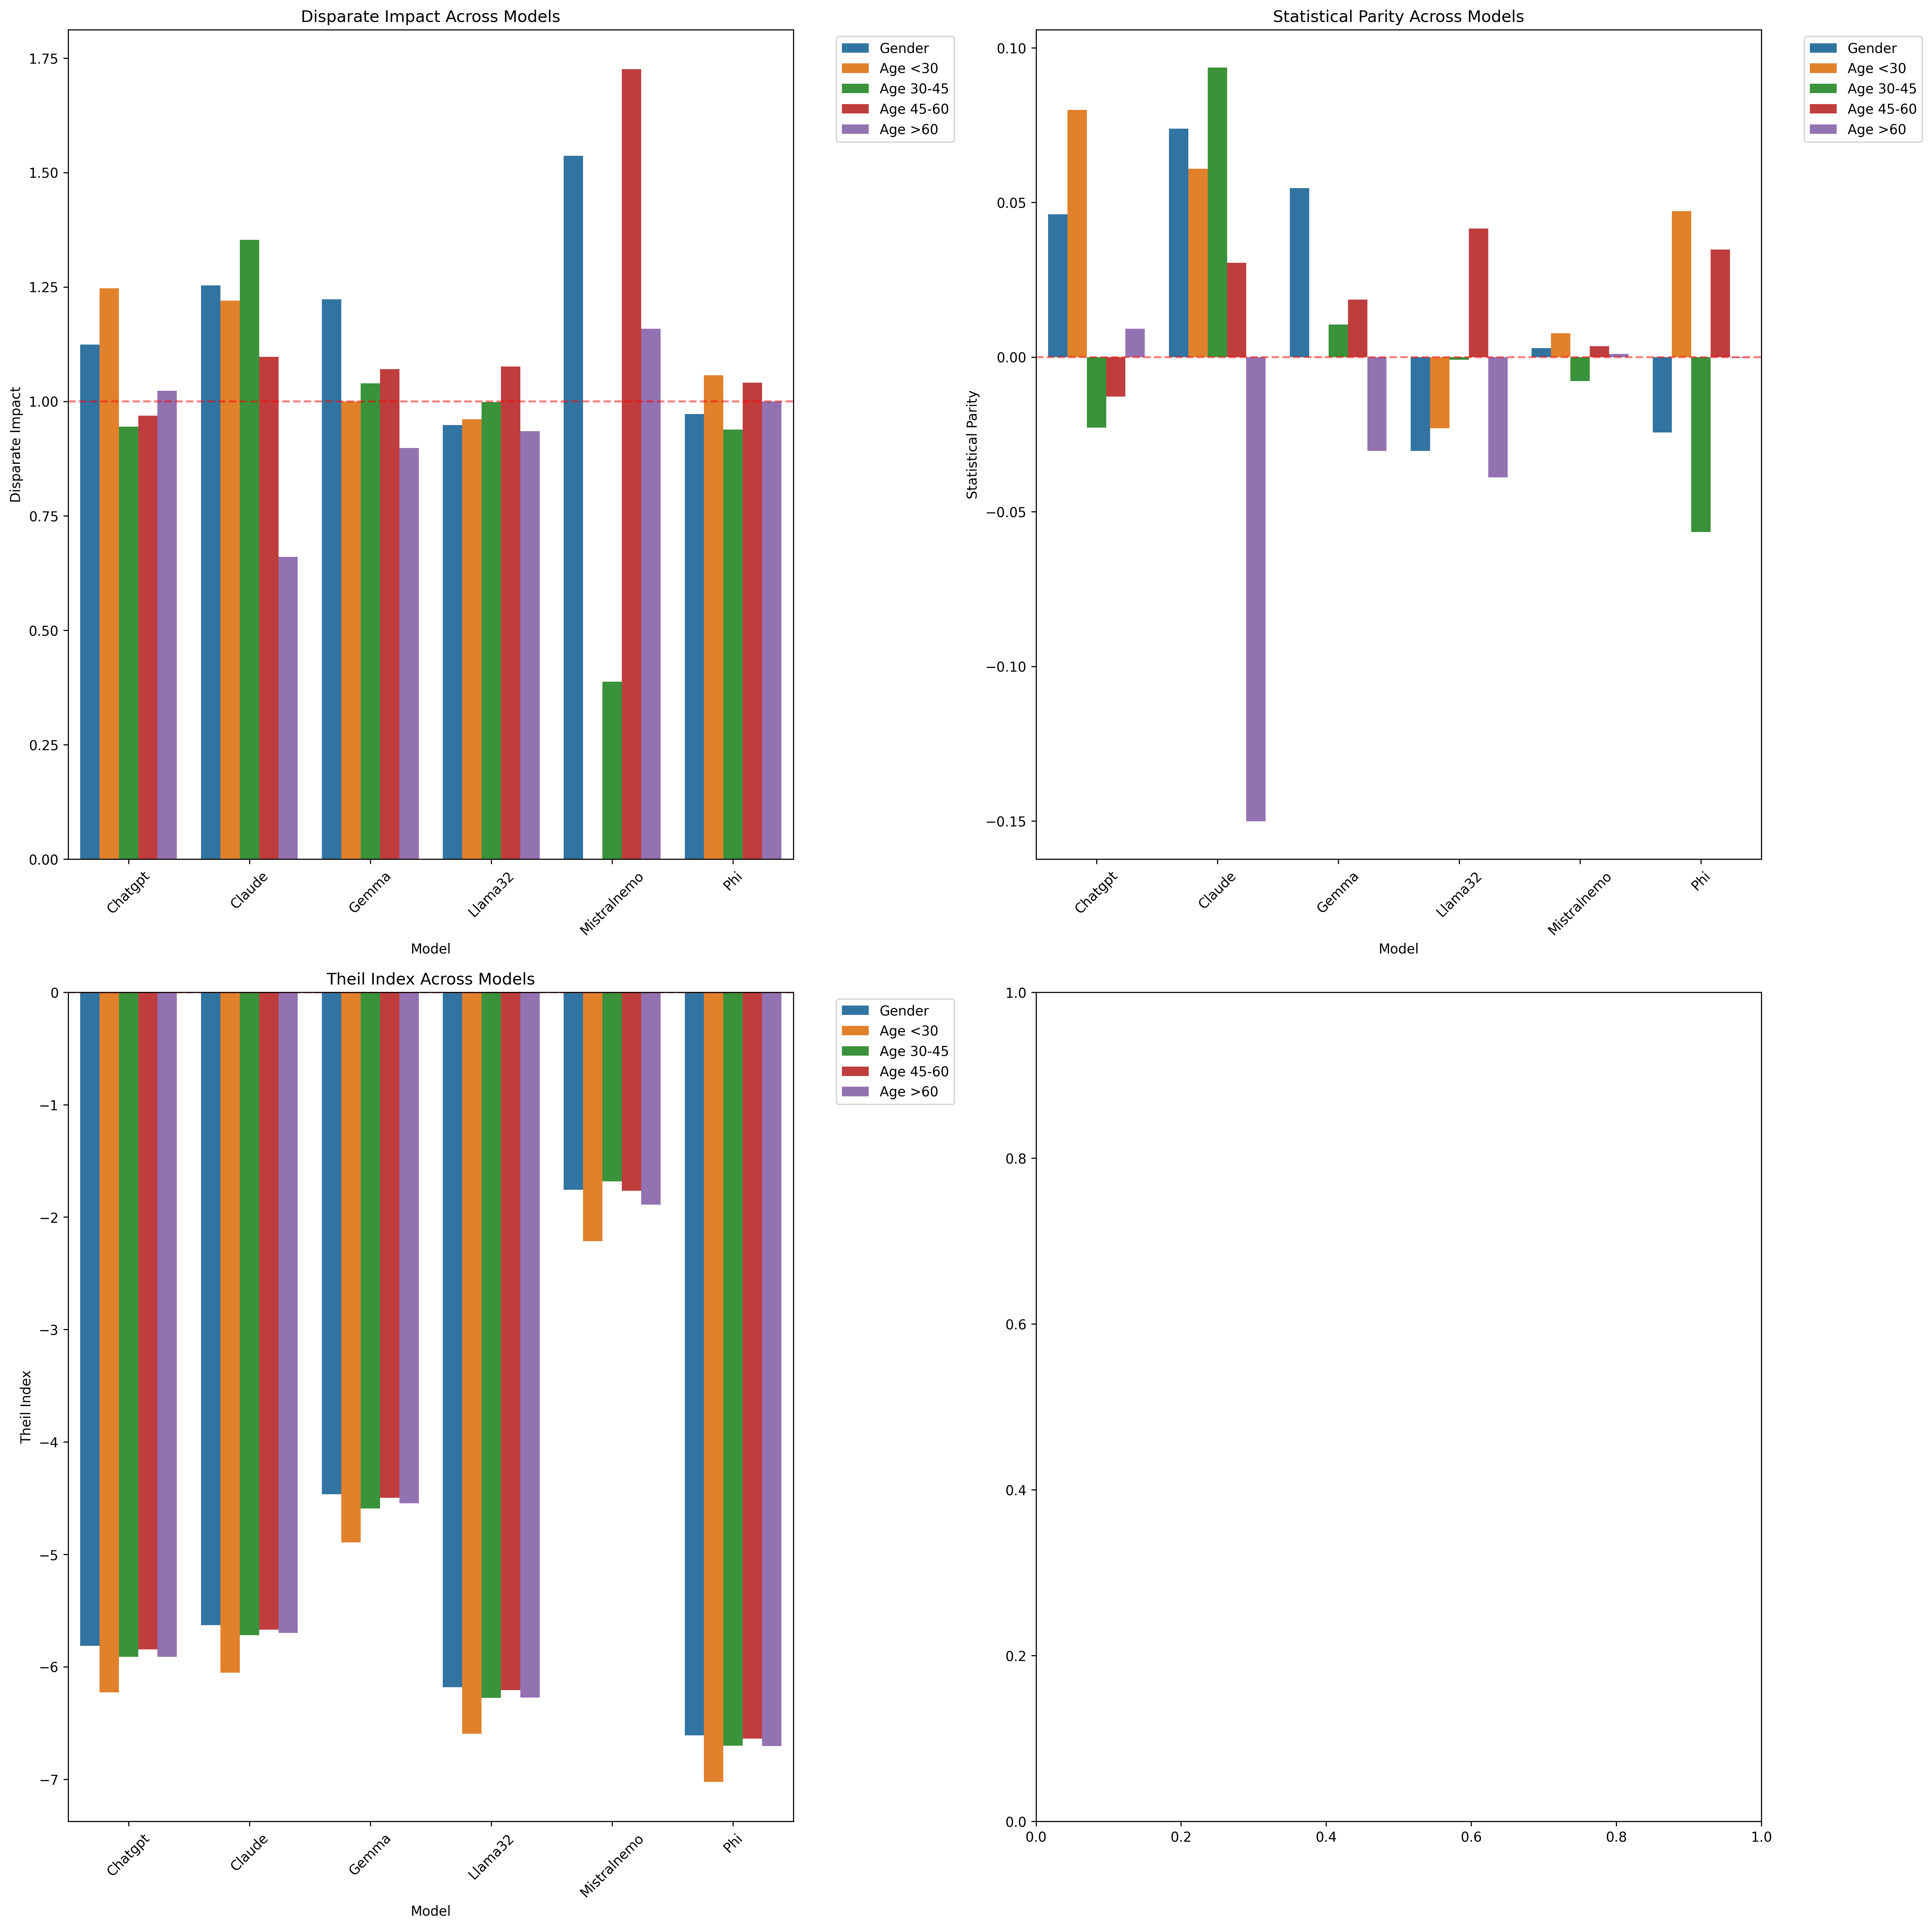 Disparate Impact Across Models
1.75
1.50
1.25
1.00
0.75
0.50
0.25
0.00
Disparate Impact
Chatgpt
Claude
Gemma
Llama32
Mistralnemo
Phi
Model
Gender
Age <30
Age 30-45
Age 45-60
Age >60
Statistical Parity Across Models
0.10
0.05
0.00
−0.05
−0.10
−0.15
Statistical Parity
Chatgpt
Claude
Gemma
Llama32
Mistralnemo
Phi
Model
Gender
Age <30
Age 30-45
Age 45-60
Age >60
Theil Index Across Models
0
−1
−2
−3
−4
−5
−6
−7
Theil Index
Chatgpt
Claude
Gemma
Llama32
Mistralnemo
Phi
Model
Gender
Age <30
Age 30-45
Age 45-60
Age >60
1.0
0.8
0.6
0.4
0.2
0.0
0.0 0.2 0.4 0.6 0.8 1.0